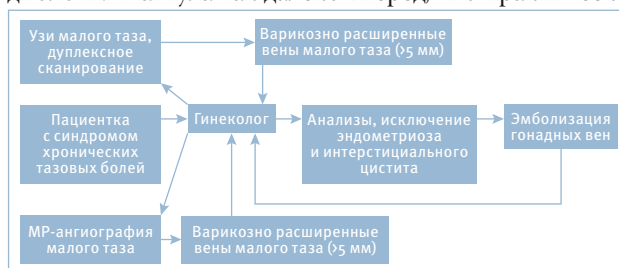 Узи малого таза,
дуплексное
сканирование
Варикозно расширенные
вены малого таза (>5 мм)
Пациентка
с синдромом
хронических
тазовых болей
Гинеколог
Анализы, исключение
эндометриоза
и интерстициального
цистита
Эмболизация
гонадных вен
МР-ангиография
малого таза
Варикозно расширенные
вены малого таза (>5 мм)